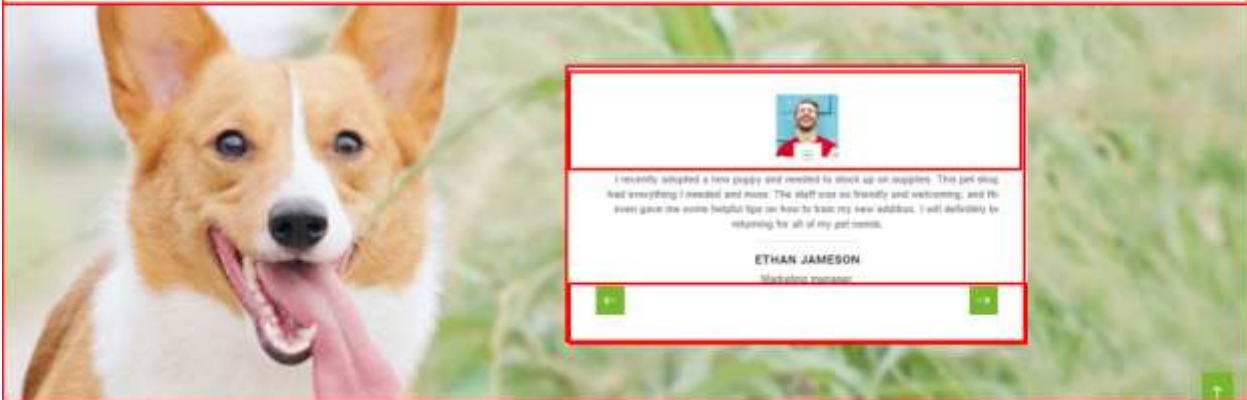 I recently adopted a new puppy and needed to stock up on supplies. This pet shop
had everything I needed and more. The staff was so friendly and welcoming, and th
even gave me some helpful tips on how to train my new addition. I will definitely be
returning for all of my pet needs.
ETHAN JAMESON
Marketing manager